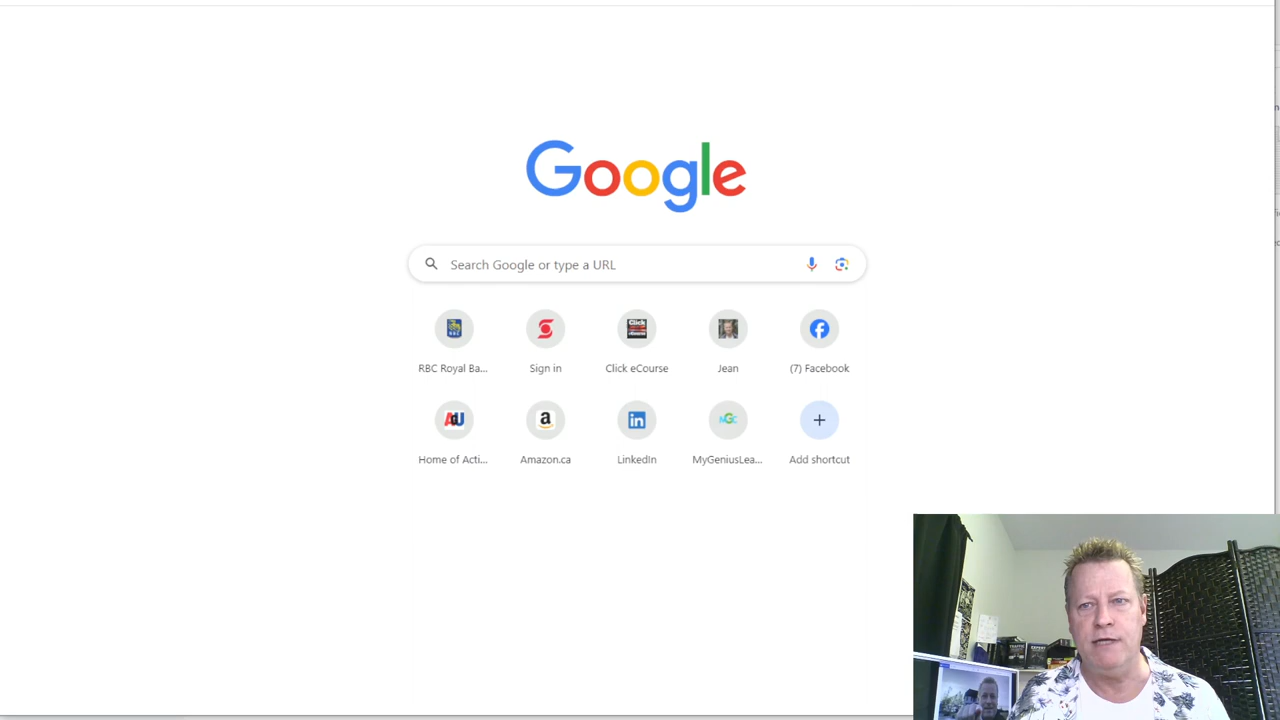 Google
Search Google or type a URL
RBC Royal Ba...
Sign in
Click eCourse
Jean
(7) Facebook
Home of Acti...
Amazon.ca
LinkedIn
MyGeniusLea...
Add shortcut